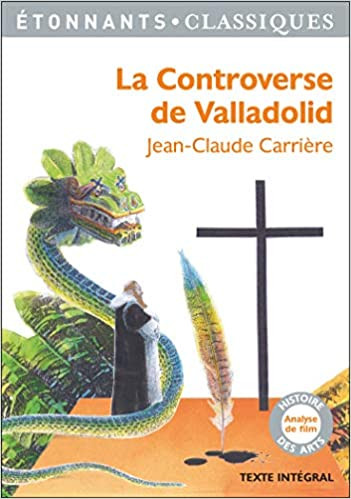 ÉTONNANTS • CLASSIQUES
La Controverse
de Valladolid
Jean-Claude Carrière
HISTOIRE
Analyse
de film
DES ARTS
TEXTE INTÉGRAL